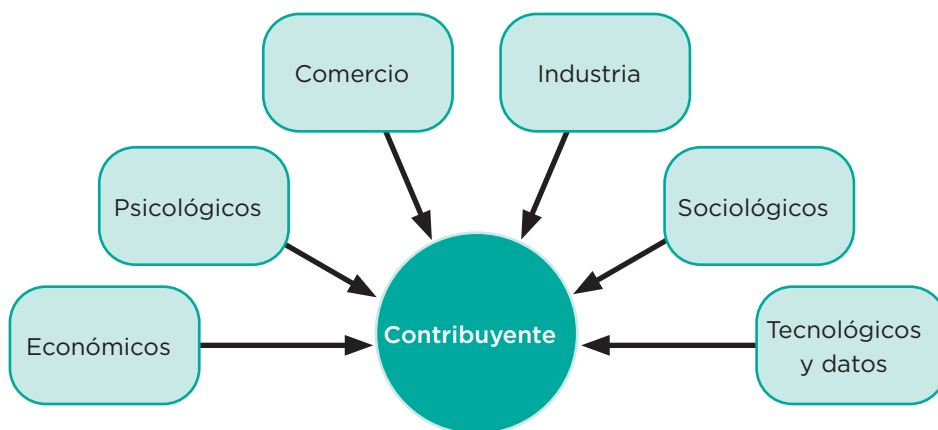 Comercio
Industria
Psicológicos
Sociológicos
Económicos
Contribuyente
Tecnológicos
y datos